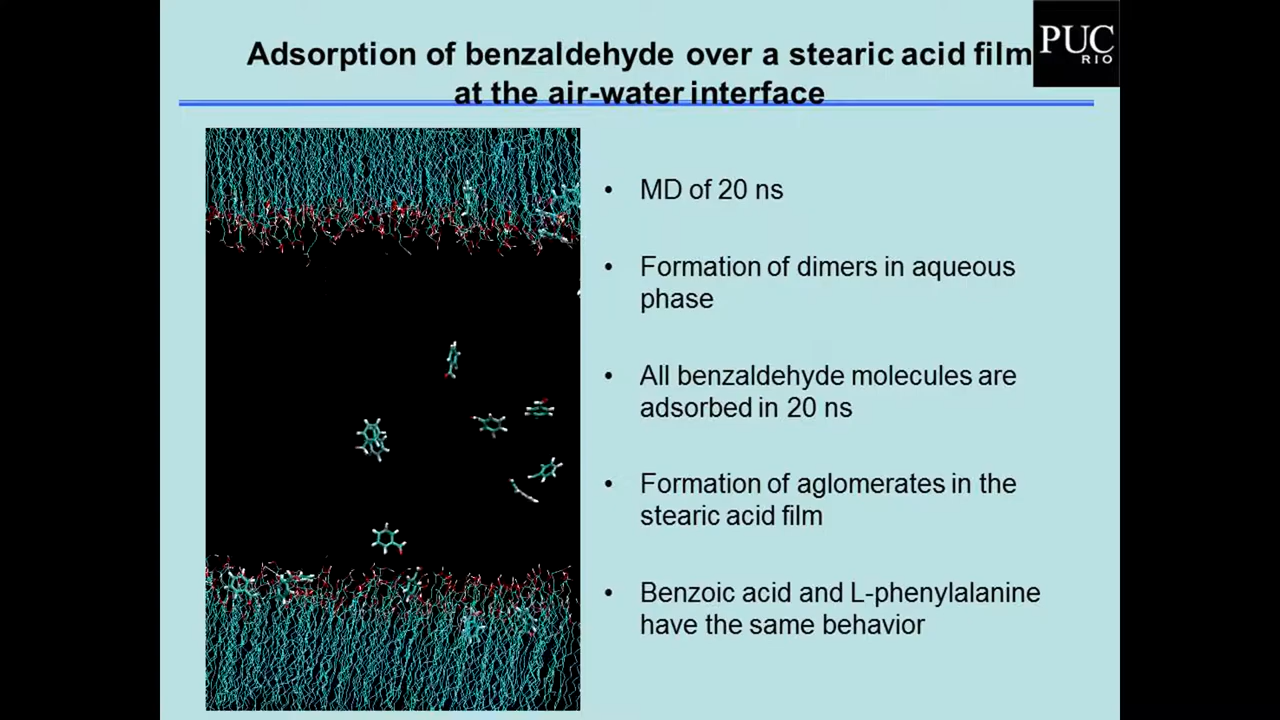 Adsorption of benzaldehyde over a stearic acid film
at the air-water interface
PUC
RIO
• MD of 20 ns
• Formation of dimers in aqueous
phase
• All benzaldehyde molecules are
adsorbed in 20 ns
• Formation of aglomerates in the
stearic acid film
• Benzoic acid and L-phenylalanine
have the same behavior